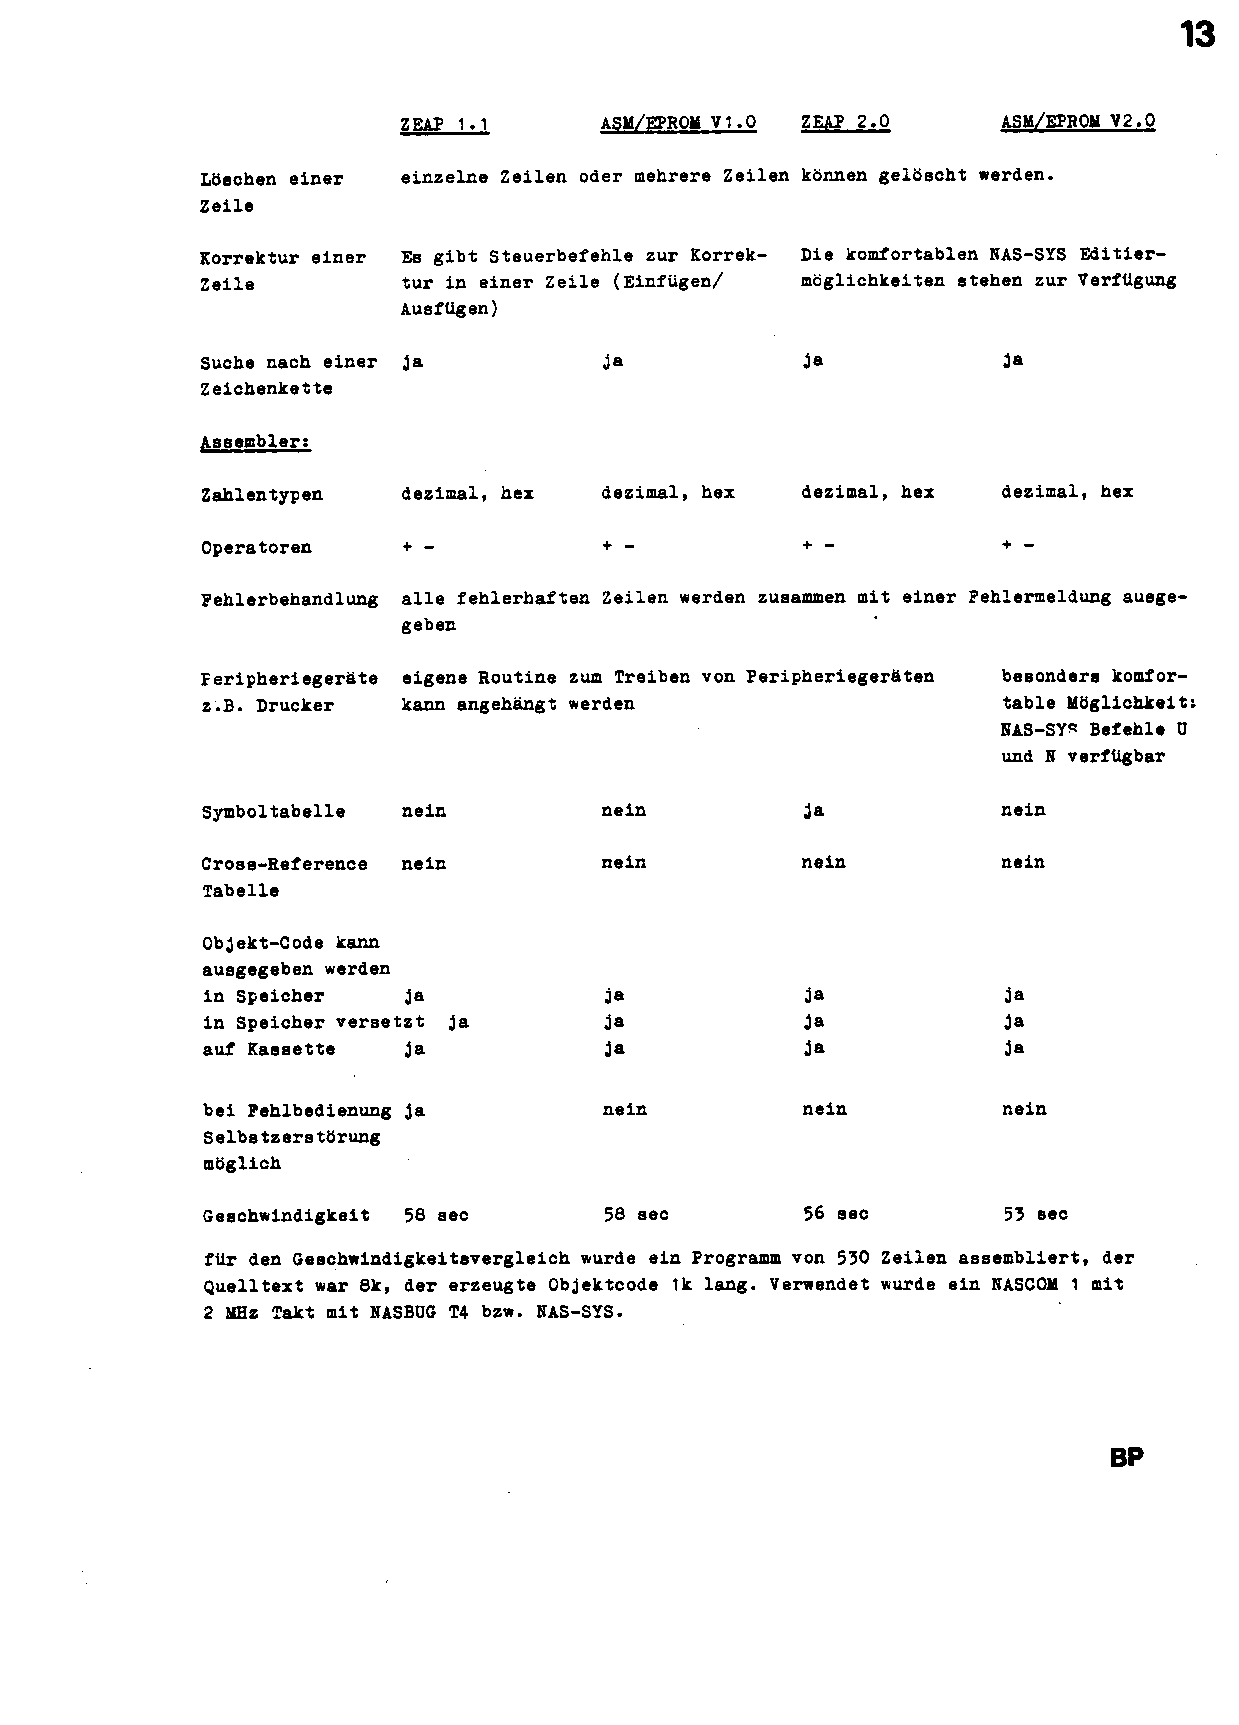 13
ZEAP 1.1 ASM/EPROM V1.0 ZEAP 2.0 ASM/EPROM V2.0
Löschen einer einzelne Zeilen oder mehrere Zeilen können gelöscht werden.
Zeile
Korrektur einer Es gibt Steuerbefehle zur Korrek- Die komfortablen NAS-SYS Editier-
Zeile tur in einer Zeile (Einfügen/ möglichkeiten stehen zur Verfügung
Ausfügen)
Suche nach einer ja ja ja ja
Zeichenkette
Assembler:
Zahlentypen dezimal, hex dezimal, hex dezimal, hex dezimal, hex
Operatoren + - + - + - + -
Fehlerbehandlung alle fehlerhaften Zeilen werden zusammen mit einer Fehlermeldung ausge-
geben
Peripheriegeräte eigene Routine zum Treiben von Peripheriegeräten besonders komfor-
z.B. Drucker kann angehängt werden table Möglichkeit:
NAS-SYS Befehle U
und N verfügbar
Symboltabelle nein nein ja nein
Cross-Reference nein nein nein nein
Tabelle
Objekt-Code kann
ausgegeben werden
in Speicher ja ja ja ja
in Speicher versetzt ja ja ja ja
auf Kassette ja ja ja ja
bei Fehlbedienung ja nein nein nein
Selbstzerstörung
möglich
Geschwindigkeit 58 sec 58 sec 56 sec 53 sec
für den Geschwindigkeitsvergleich wurde ein Programm von 530 Zeilen assembliert, der
Quelltext war 8k, der erzeugte Objektcode 1k lang. Verwendet wurde ein NASCOM 1 mit
2 MHz Takt mit NASBUG T4 bzw. NAS-SYS.
BP